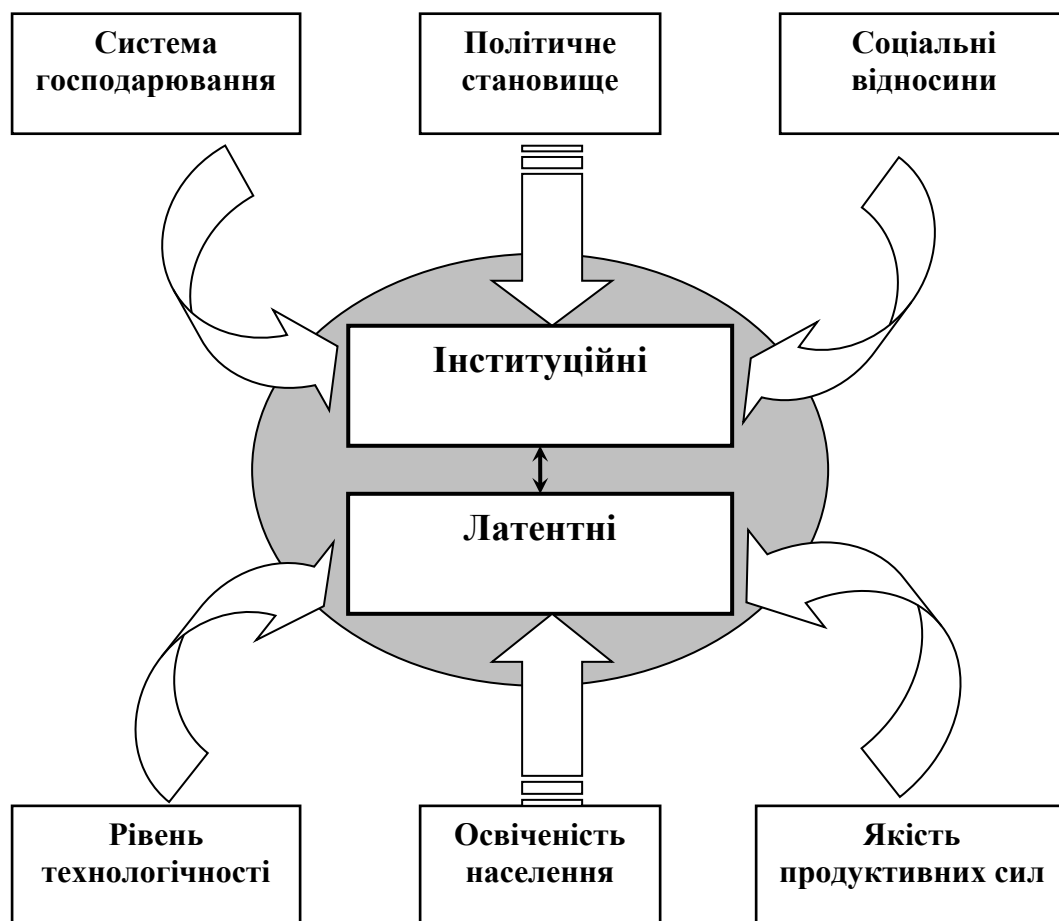 Система
господарювання
Політичне
становище
Соціальні
відносини
Інституційні
Латентні
Рівень
технологічності
Освіченість
населення
Якість
продуктивних сил